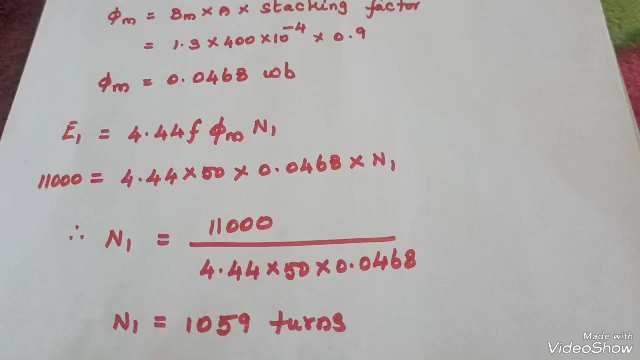 ϕm = Bm × A × stacking factor
= 1.3 × 400 × 10⁻⁴ × 0.9
ϕm = 0.0468 wb
E₁ = 4.44 f ϕm N₁
11000 = 4.44 × 50 × 0.0468 × N₁
∴ N₁ = 11000
4.44 × 50 × 0.0468
N₁ = 1059 turns
Made with
VideoShow